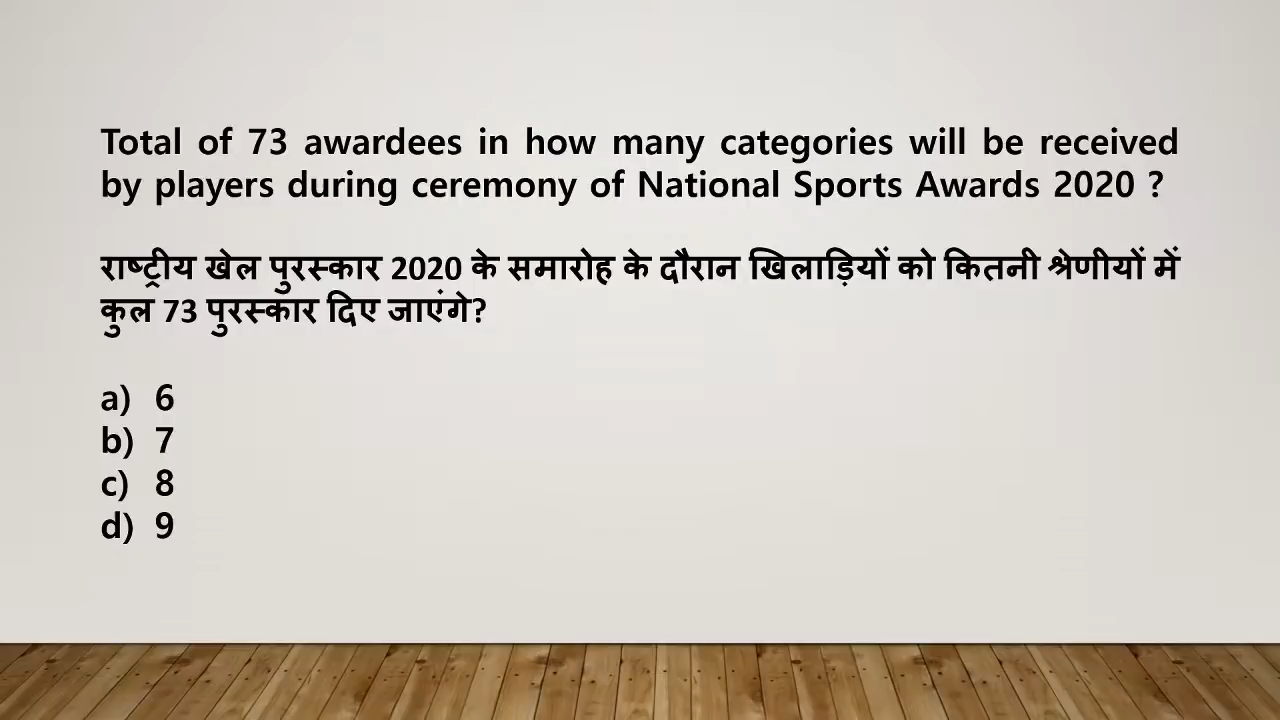 Total of 73 awardees in how many categories will be received
by players during ceremony of National Sports Awards 2020 ?
राष्ट्रीय खेल पुरस्कार 2020 के समारोह के दौरान खिलाड़ियों को कितनी श्रेणीयों में
कुल 73 पुरस्कार दिए जाएंगे?
a) 6
b) 7
c) 8
d) 9